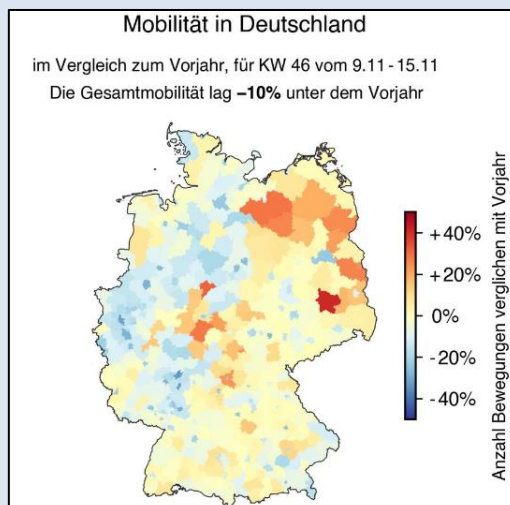 Mobilität in Deutschland
im Vergleich zum Vorjahr, für KW 46 vom 9.11 - 15.11
Die Gesamtmobilität lag −10% unter dem Vorjahr
+40%
+20%
0%
-20%
-40%
Anzahl Bewegungen verglichen mit Vorjahr